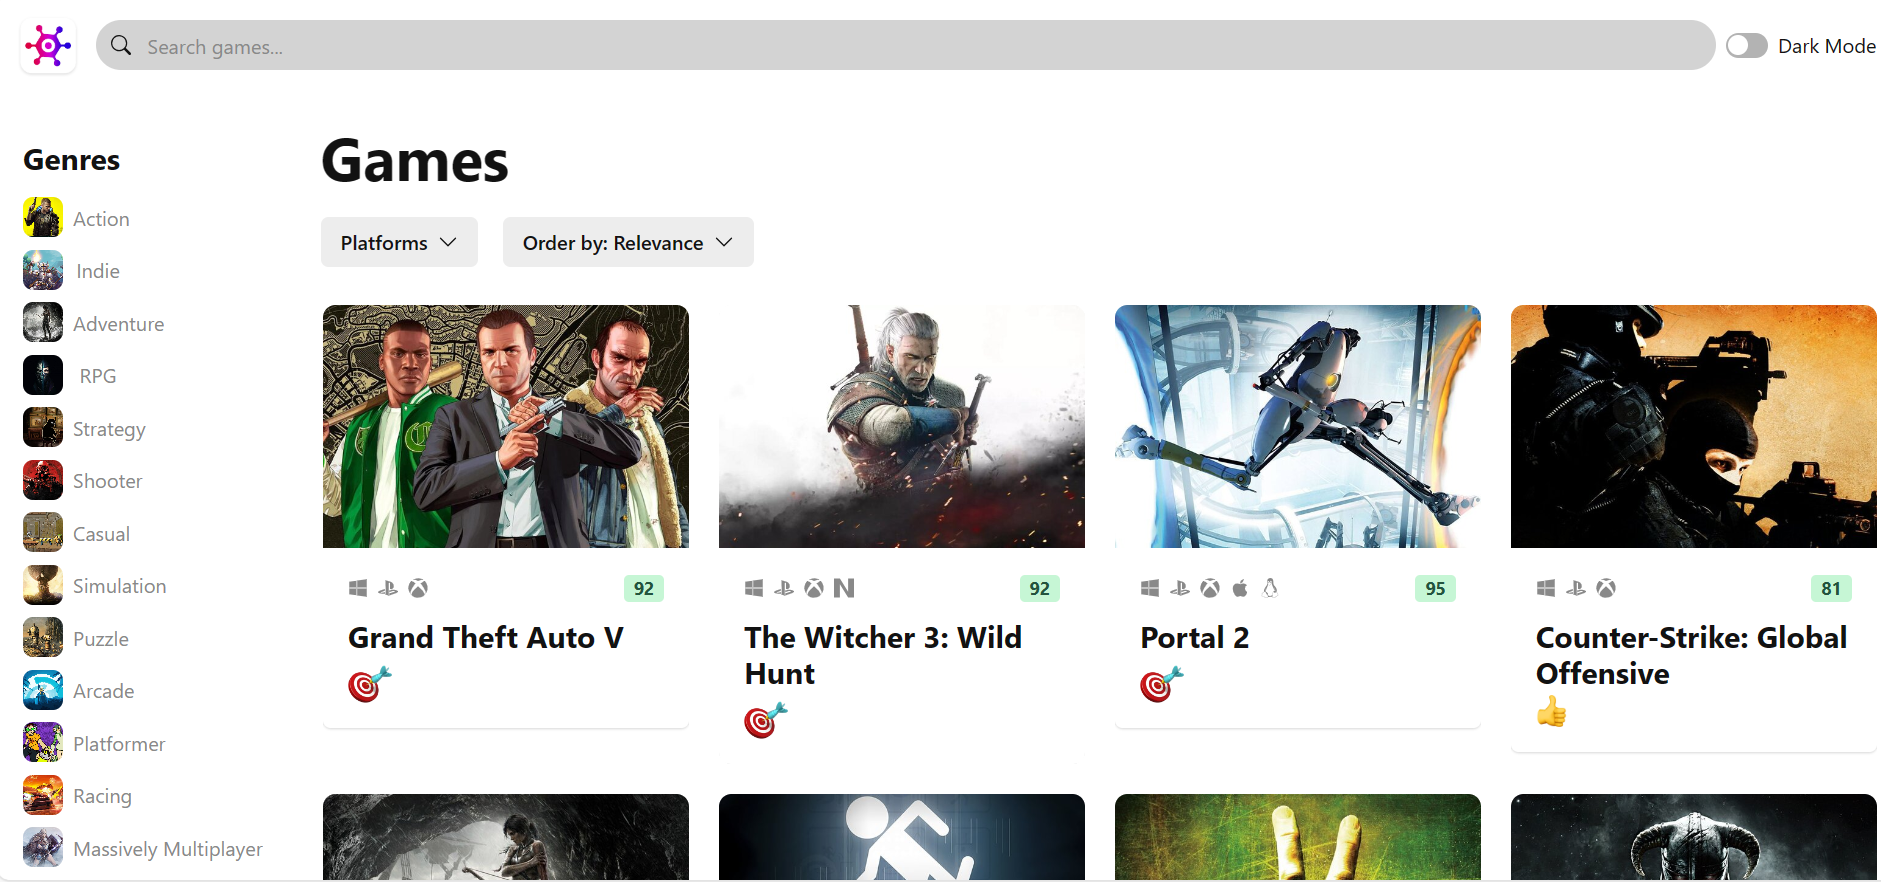 Search games...
Dark Mode
Genres
Action
Indie
Adventure
RPG
Strategy
Shooter
Casual
Simulation
Puzzle
Arcade
Platformer
Racing
Massively Multiplayer
Games
Platforms
Order by: Relevance
92
Grand Theft Auto V
92
The Witcher 3: Wild
Hunt
95
Portal 2
81
Counter-Strike: Global
Offensive